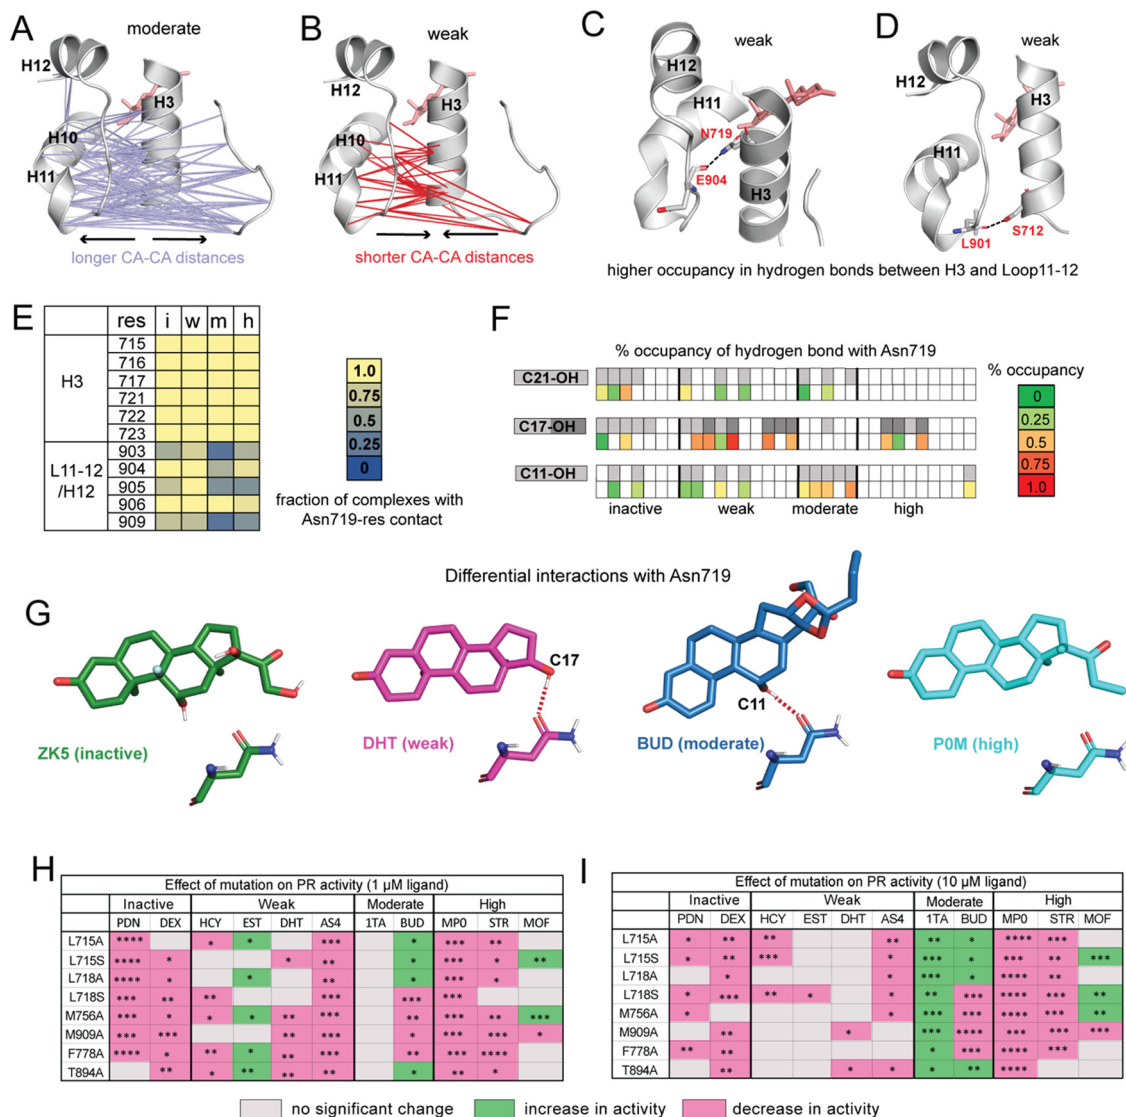 A
moderate
H12
H3
H10
H11
longer CA-CA distances
B
weak
H12
H3
H10
H11
shorter CA-CA distances
C
weak
H12
H11
N719
E904
H3
D
weak
H12
H3
H11
L901
S712
higher occupancy in hydrogen bonds between H3 and Loop11-12
E
res i w m h
H3
715
716
717
721
722
723
L11-12
/H12
903
904
905
906
909
1.0
0.75
0.5
0.25
0
fraction of complexes with
Asn719-res contact
F
% occupancy of hydrogen bond with Asn719
C21-OH
C17-OH
C11-OH
inactive weak moderate high
% occupancy
0
0.25
0.5
0.75
1.0
Differential interactions with Asn719
G
ZK5 (inactive)
C17
DHT (weak)
C11
BUD (moderate)
P0M (high)
H
Effect of mutation on PR activity (1 μM ligand)
Inactive Weak Moderate High
PDN DEX HCY EST DHT AS4 1TA BUD MP0 STR MOF
L715A **** * * *** * *** **
L715S **** * * ** * *** * **
L718A **** * * ** * *** *
L718S *** ** ** *** *** ***
M756A *** * * * ** *** ** *** ** ***
M909A *** *** ** *** ** *** *** *
F778A **** * ** * ** *** ** *** ****
T894A ** * ** ** ** * ** *
I
Effect of mutation on PR activity (10 μM ligand)
Inactive Weak Moderate High
PDN DEX HCY EST DHT AS4 1TA BUD MP0 STR MOF
L715A * ** ** ** ** * **** ***
L715S * ** *** * *** * *** ** ***
L718A * * *** * **** **
L718S * *** ** * * ** *** **** *** **
M756A * * *** ** **** *** **
M909A ** * *** **** *** *** ***
F778A ** ** * *** **** ***
T894A ** * * * ** ****
no significant change increase in activity decrease in activity